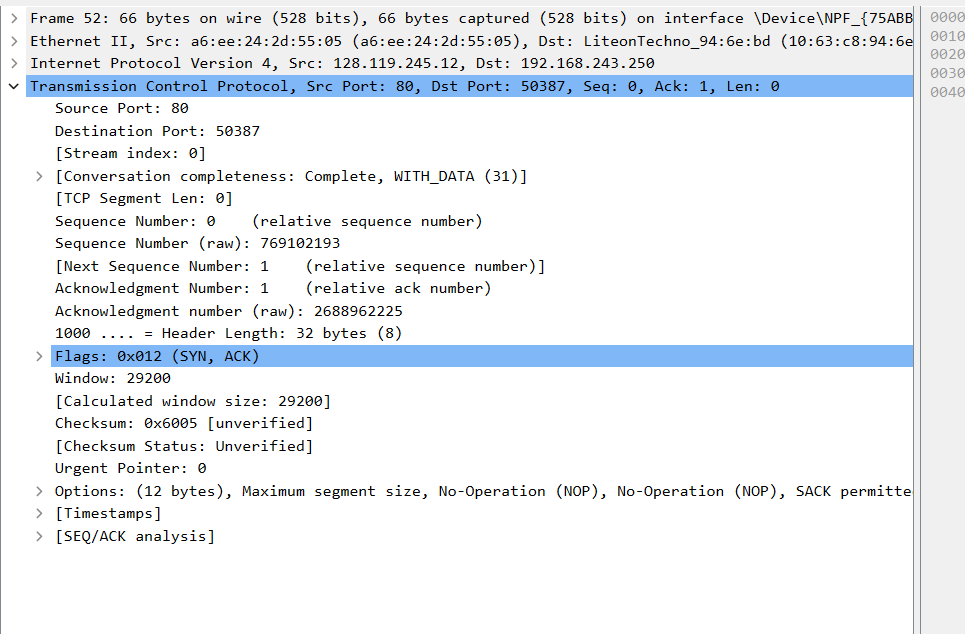 Frame 52: 66 bytes on wire (528 bits), 66 bytes captured (528 bits) on interface \Device\NPF_{75ABB
Ethernet II, Src: a6:ee:24:2d:55:05 (a6:ee:24:2d:55:05), Dst: LiteonTechno_94:6e:bd (10:63:c8:94:6e
Internet Protocol Version 4, Src: 128.119.245.12, Dst: 192.168.243.250
Transmission Control Protocol, Src Port: 80, Dst Port: 50387, Seq: 0, Ack: 1, Len: 0
Source Port: 80
Destination Port: 50387
[Stream index: 0]
[Conversation completeness: Complete, WITH_DATA (31)]
[TCP Segment Len: 0]
Sequence Number: 0    (relative sequence number)
Sequence Number (raw): 769102193
[Next Sequence Number: 1    (relative sequence number)]
Acknowledgment Number: 1    (relative ack number)
Acknowledgment number (raw): 2688962225
1000 .... = Header Length: 32 bytes (8)
Flags: 0x012 (SYN, ACK)
Window: 29200
[Calculated window size: 29200]
Checksum: 0x6005 [unverified]
[Checksum Status: Unverified]
Urgent Pointer: 0
Options: (12 bytes), Maximum segment size, No-Operation (NOP), No-Operation (NOP), SACK permitte
[Timestamps]
[SEQ/ACK analysis]
0000
0010
0020
0030
0040